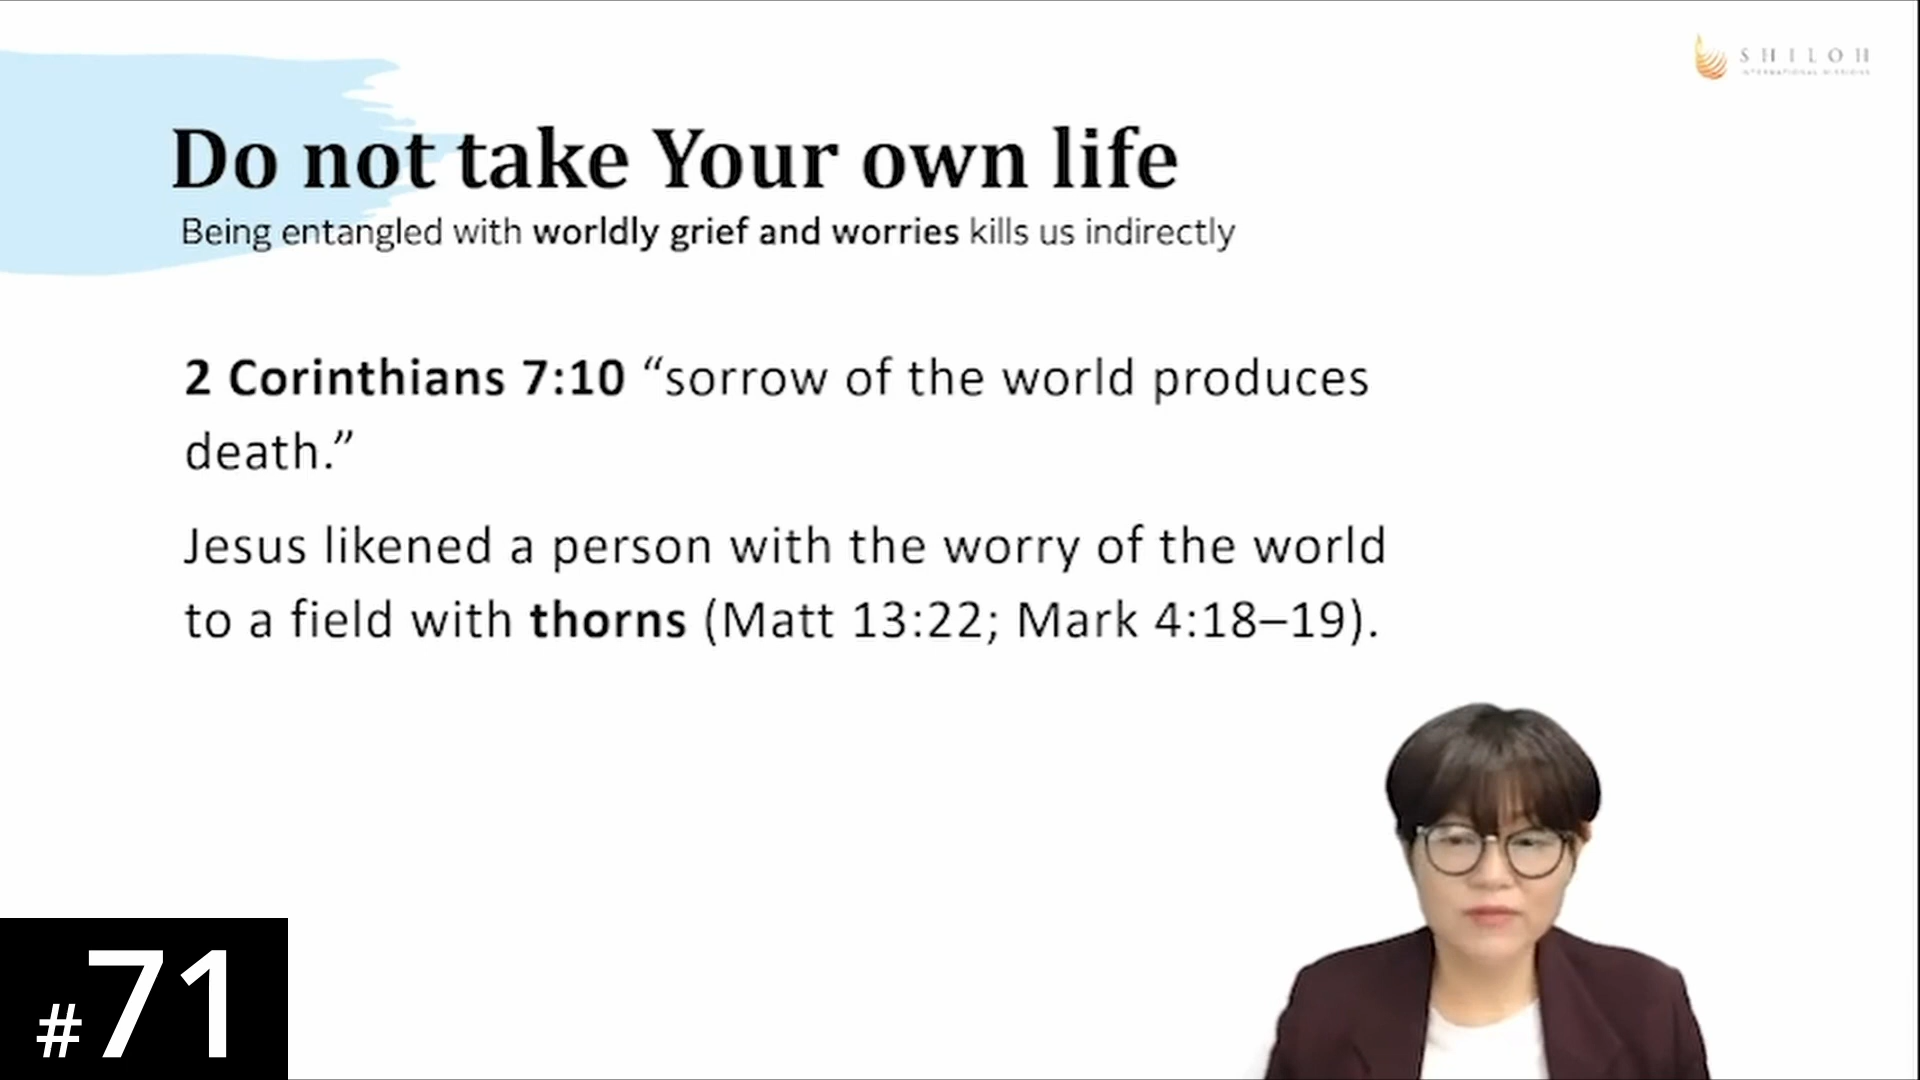 SHILOH
INTERNATIONAL MISSIONS
Do not take Your own life
Being entangled with worldly grief and worries kills us indirectly
2 Corinthians 7:10 “sorrow of the world produces
death.”
Jesus likened a person with the worry of the world
to a field with thorns (Matt 13:22; Mark 4:18–19).
#71